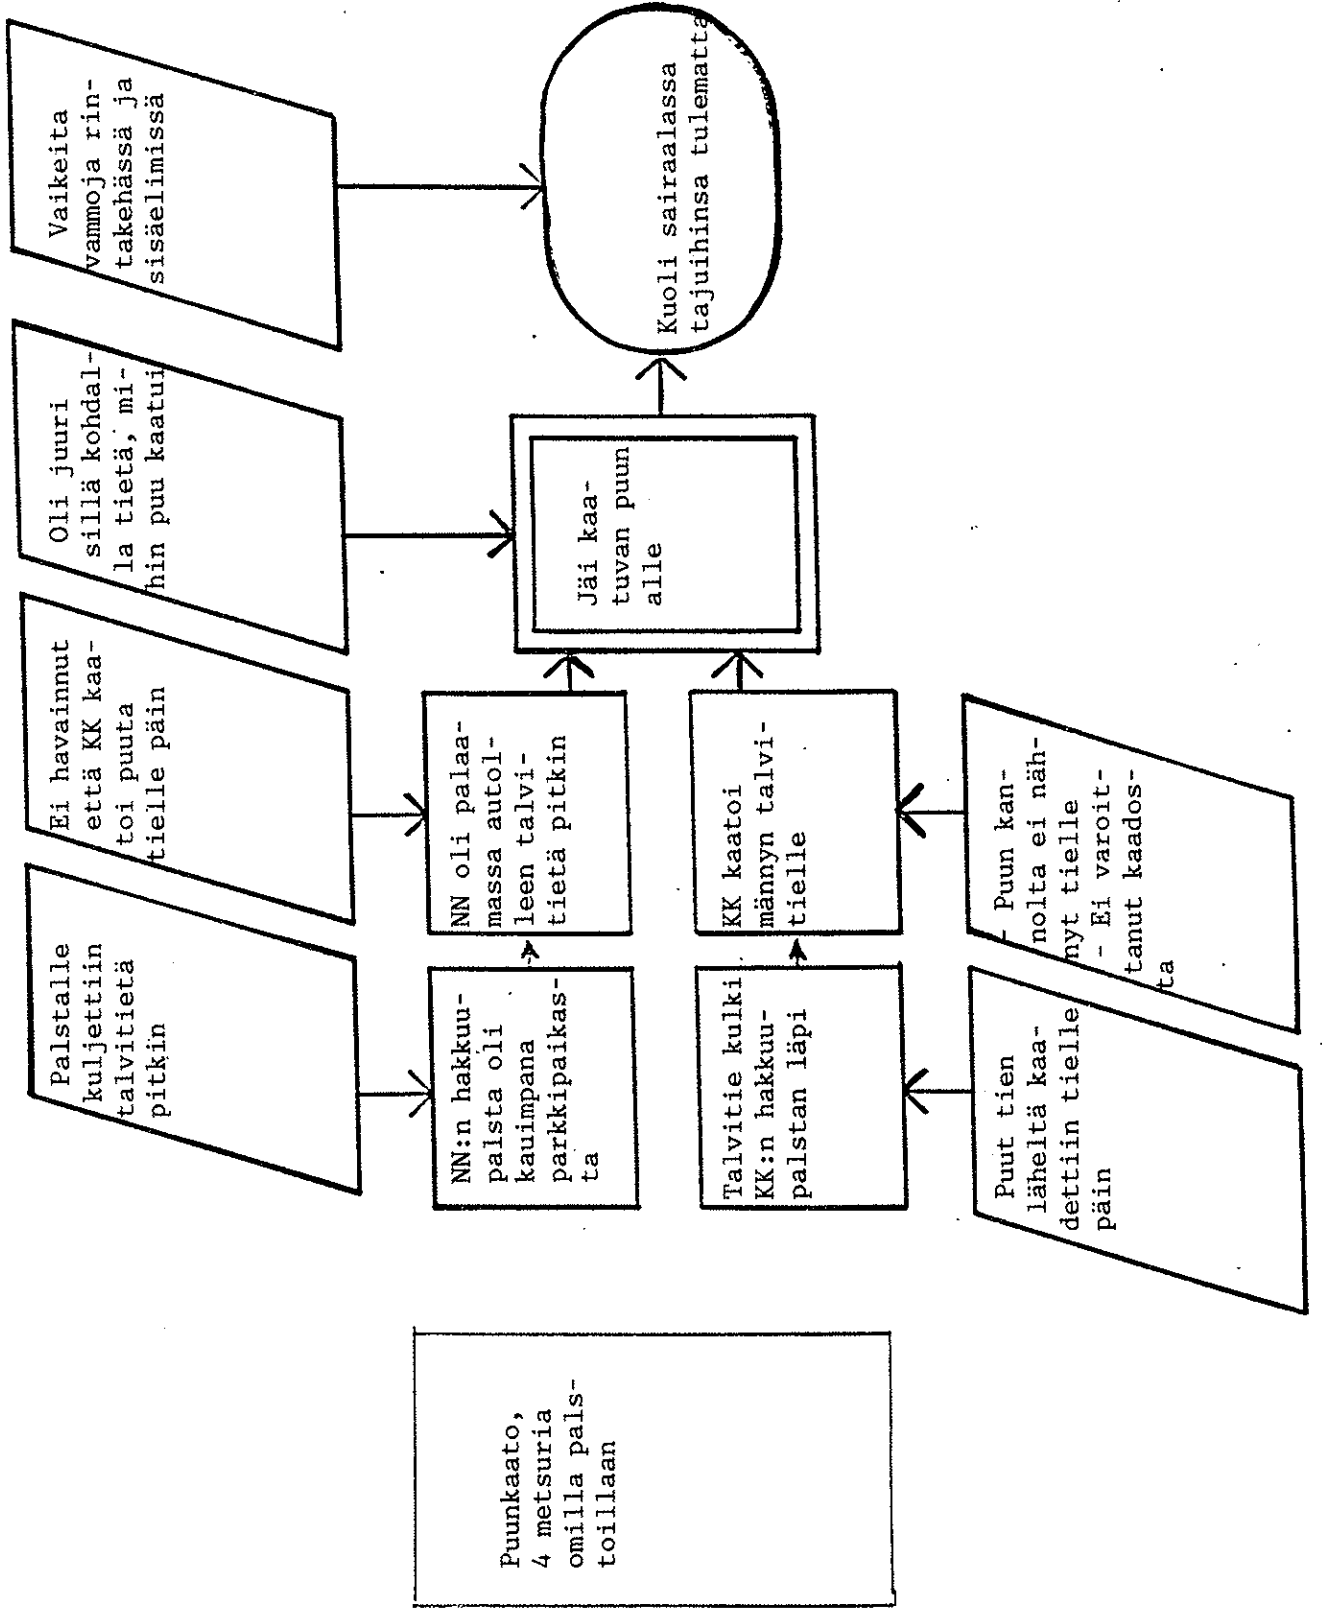 Puunkaato,
4 metsuria
omilla pals-
toillaan
Palstalle
kuljettiin
talvitietä
pitkin
Ei havainnut
että KK kaa-
toi puuta
tielle päin
Oli juuri
sillä kohdal-
la tietä, mi-
hin puu kaatui
Vaikeita
vammoja rin-
takehässä ja
sisäelimissä
NN:n hakkuu-
palsta oli
kauimpana
parkkipaikas-
ta
NN oli palaa-
massa autol-
leen talvi-
tietä pitkin
Talvitie kulki
KK:n hakkuu-
palstan läpi
KK kaatoi
männyn talvi-
tielle
Jäi kaa-
tuvan puun
alle
Kuoli sairaalassa
tajuihinsa tulematta
Puut tien
läheltä kaa-
dettiin tielle
päin
- Puun kan-
nolta ei näh-
nyt tielle
- Ei varoit-
tanut kaados-
ta